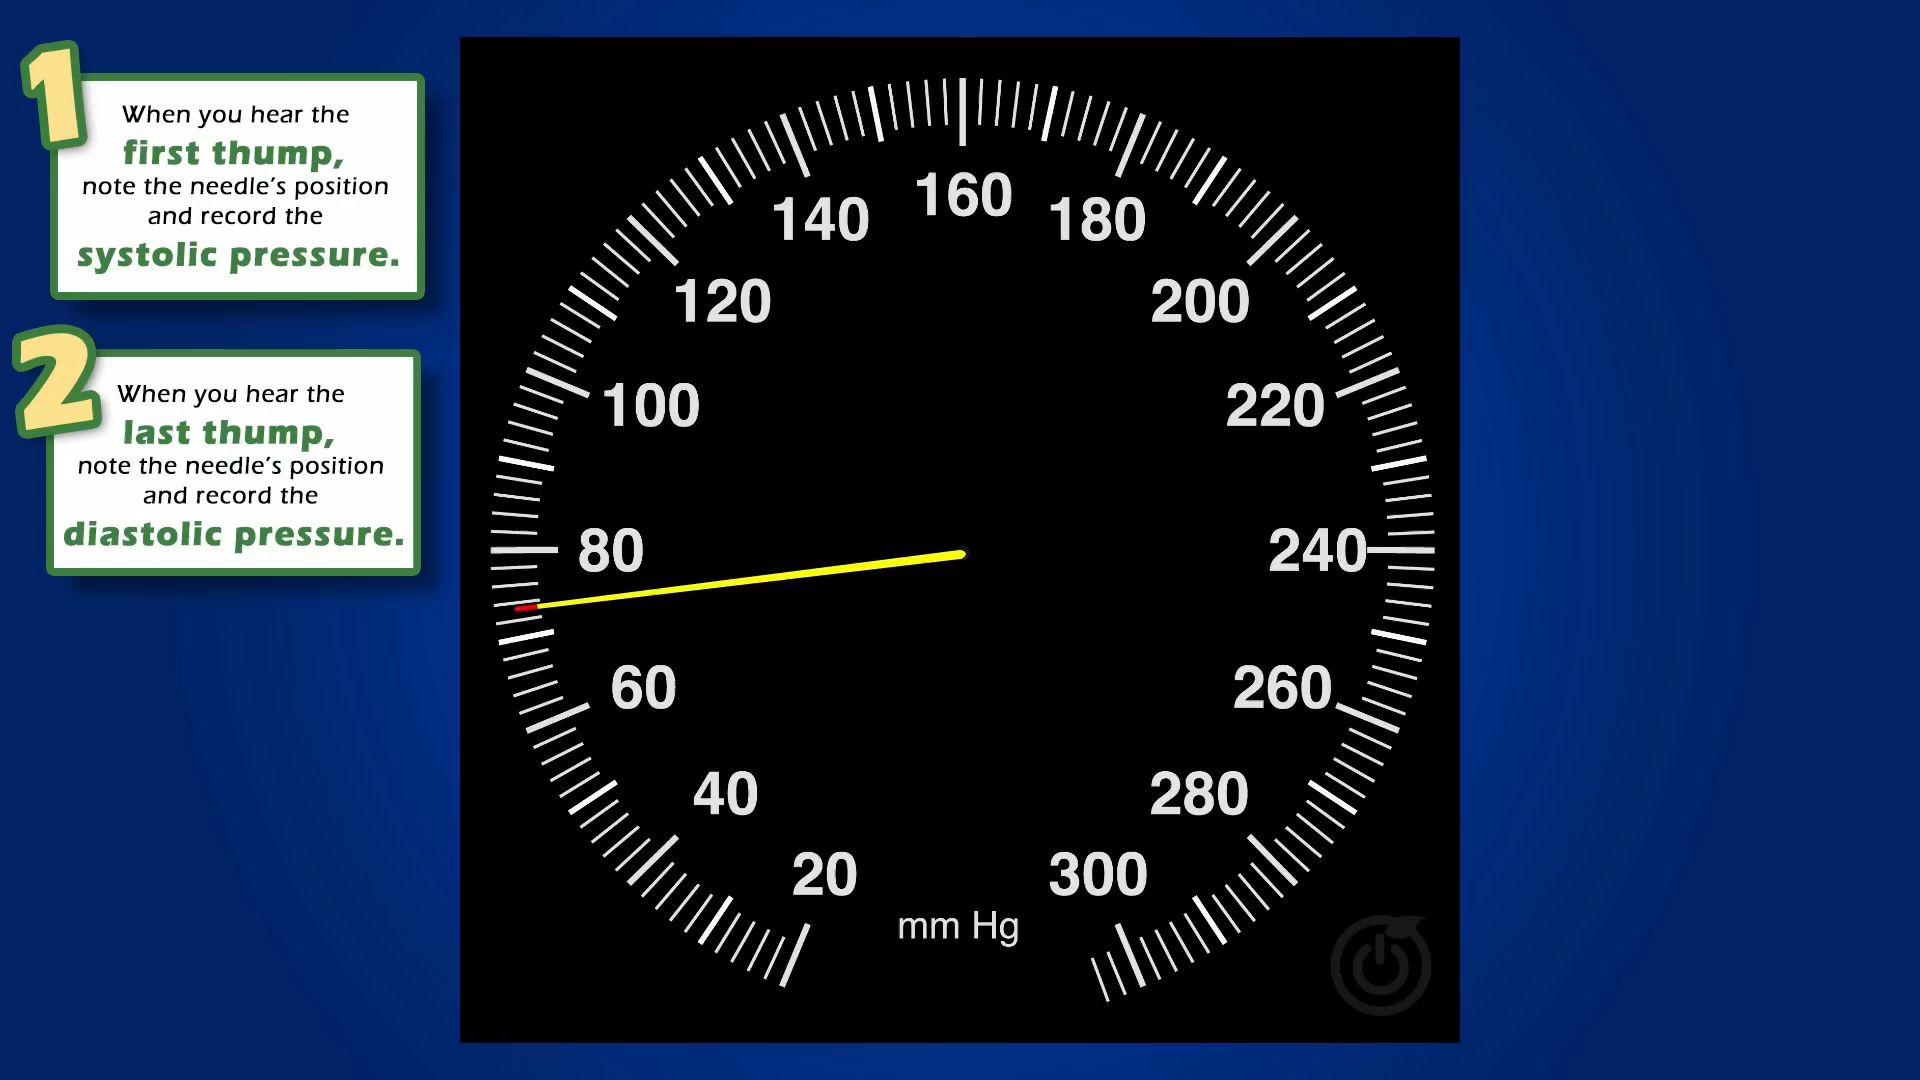 1
When you hear the
first thump,
note the needle's position
and record the
systolic pressure.
2
When you hear the
last thump,
note the needle's position
and record the
diastolic pressure.
160
140
180
120
200
100
220
80
240
60
260
40
280
20
300
mm Hg